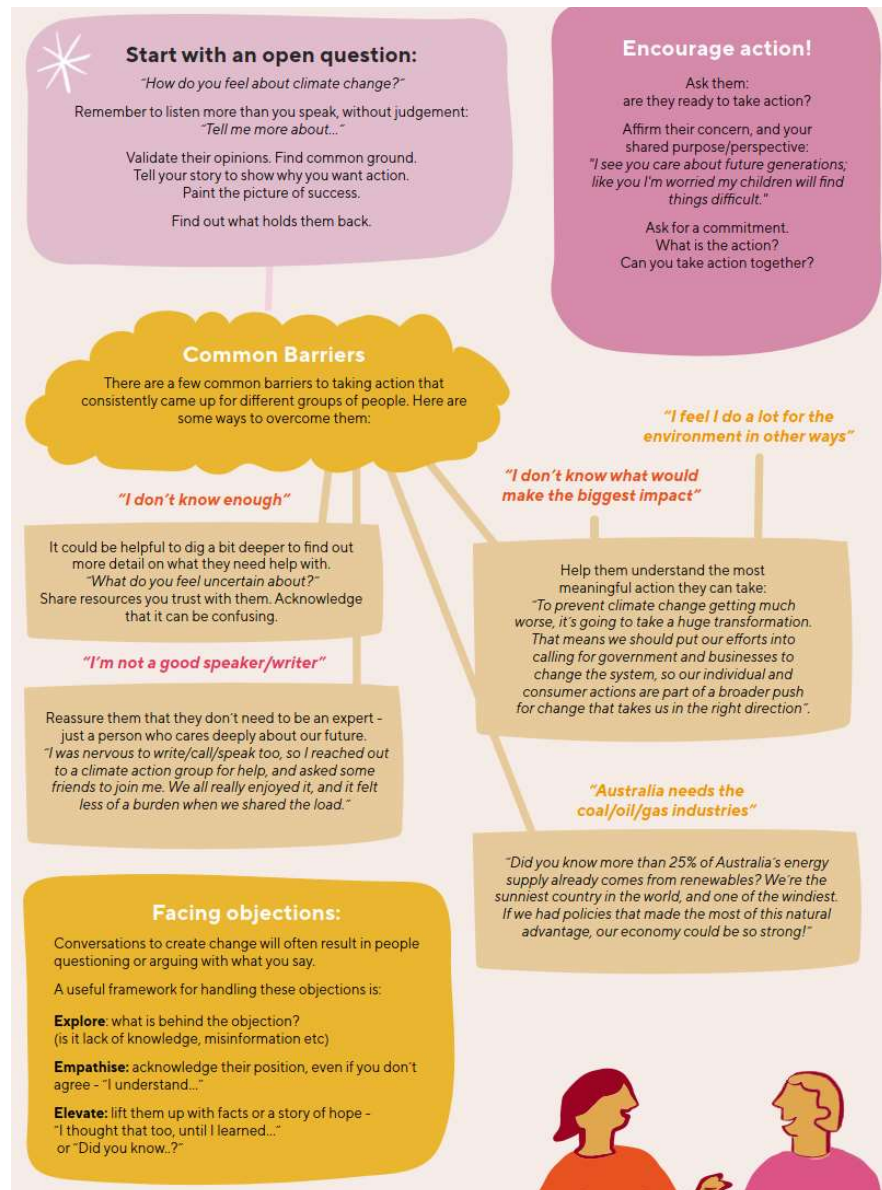 Start with an open question:
"How do you feel about climate change?"
Remember to listen more than you speak, without judgement:
"Tell me more about..."
Validate their opinions. Find common ground.
Tell your story to show why you want action.
Paint the picture of success.
Find out what holds them back.
Encourage action!
Ask them:
are they ready to take action?
Affirm their concern, and your
shared purpose/perspective:
"I see you care about future generations;
like you I'm worried my children will find
things difficult."
Ask for a commitment.
What is the action?
Can you take action together?
Common Barriers
There are a few common barriers to taking action that
consistently came up for different groups of people. Here are
some ways to overcome them:
"I don't know enough"
It could be helpful to dig a bit deeper to find out
more detail on what they need help with.
"What do you feel uncertain about?"
Share resources you trust with them. Acknowledge
that it can be confusing.
"I'm not a good speaker/writer"
Reassure them that they don't need to be an expert -
just a person who cares deeply about our future.
"I was nervous to write/call/speak too, so I reached out
to a climate action group for help, and asked some
friends to join me. We all really enjoyed it, and it felt
less of a burden when we shared the load."
"I feel I do a lot for the
environment in other ways"
"I don't know what would
make the biggest impact"
Help them understand the most
meaningful action they can take:
"To prevent climate change getting much
worse, it's going to take a huge transformation.
That means we should put our efforts into
calling for government and businesses to
change the system, so our individual and
consumer actions are part of a broader push
for change that takes us in the right direction".
"Australia needs the
coal/oil/gas industries"
"Did you know more than 25% of Australia's energy
supply already comes from renewables? We're the
sunniest country in the world, and one of the windiest.
If we had policies that made the most of this natural
advantage, our economy could be so strong!"
Facing objections:
Conversations to create change will often result in people
questioning or arguing with what you say.
A useful framework for handling these objections is:
Explore: what is behind the objection?
(is it lack of knowledge, misinformation etc)
Empathise: acknowledge their position, even if you don't
agree - "I understand..."
Elevate: lift them up with facts or a story of hope -
"I thought that too, until I learned..."
or "Did you know..?"